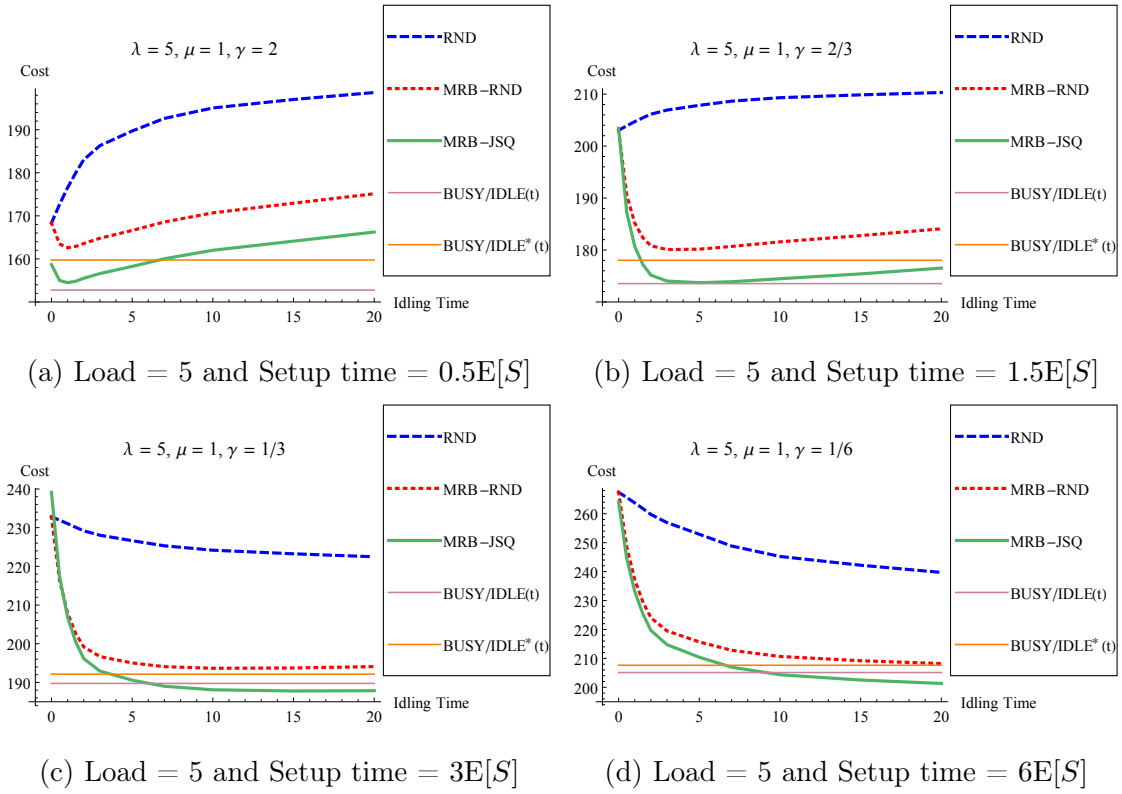 λ = 5, μ = 1, γ = 2
Cost
190
180
170
160
0
5
10
15
20
Idling Time
RND
MRB−RND
MRB−JSQ
BUSY/IDLE(t)
BUSY/IDLE*(t)
(a) Load = 5 and Setup time = 0.5E[S]
λ = 5, μ = 1, γ = 2/3
Cost
210
200
190
180
0
5
10
15
20
Idling Time
RND
MRB−RND
MRB−JSQ
BUSY/IDLE(t)
BUSY/IDLE*(t)
(b) Load = 5 and Setup time = 1.5E[S]
λ = 5, μ = 1, γ = 1/3
Cost
240
230
220
210
200
190
0
5
10
15
20
Idling Time
RND
MRB−RND
MRB−JSQ
BUSY/IDLE(t)
BUSY/IDLE*(t)
(c) Load = 5 and Setup time = 3E[S]
λ = 5, μ = 1, γ = 1/6
Cost
260
250
240
230
220
210
200
0
5
10
15
20
Idling Time
RND
MRB−RND
MRB−JSQ
BUSY/IDLE(t)
BUSY/IDLE*(t)
(d) Load = 5 and Setup time = 6E[S]